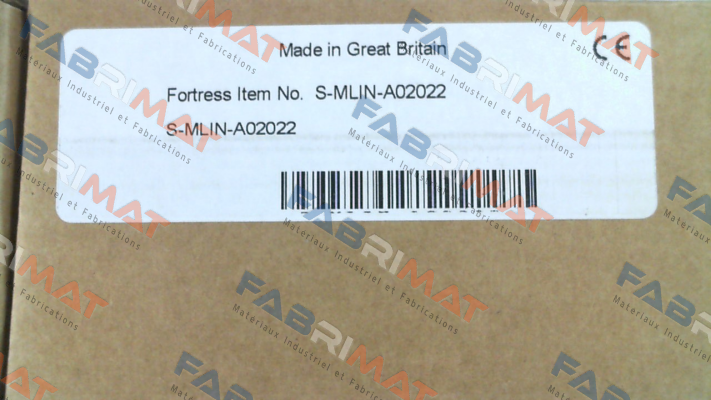 Made in Great Britain
CE
Fortress Item No. S-MLIN-A02022
S-MLIN-A02022
FABRIMAT
Materiaux Industriel et Fabrications